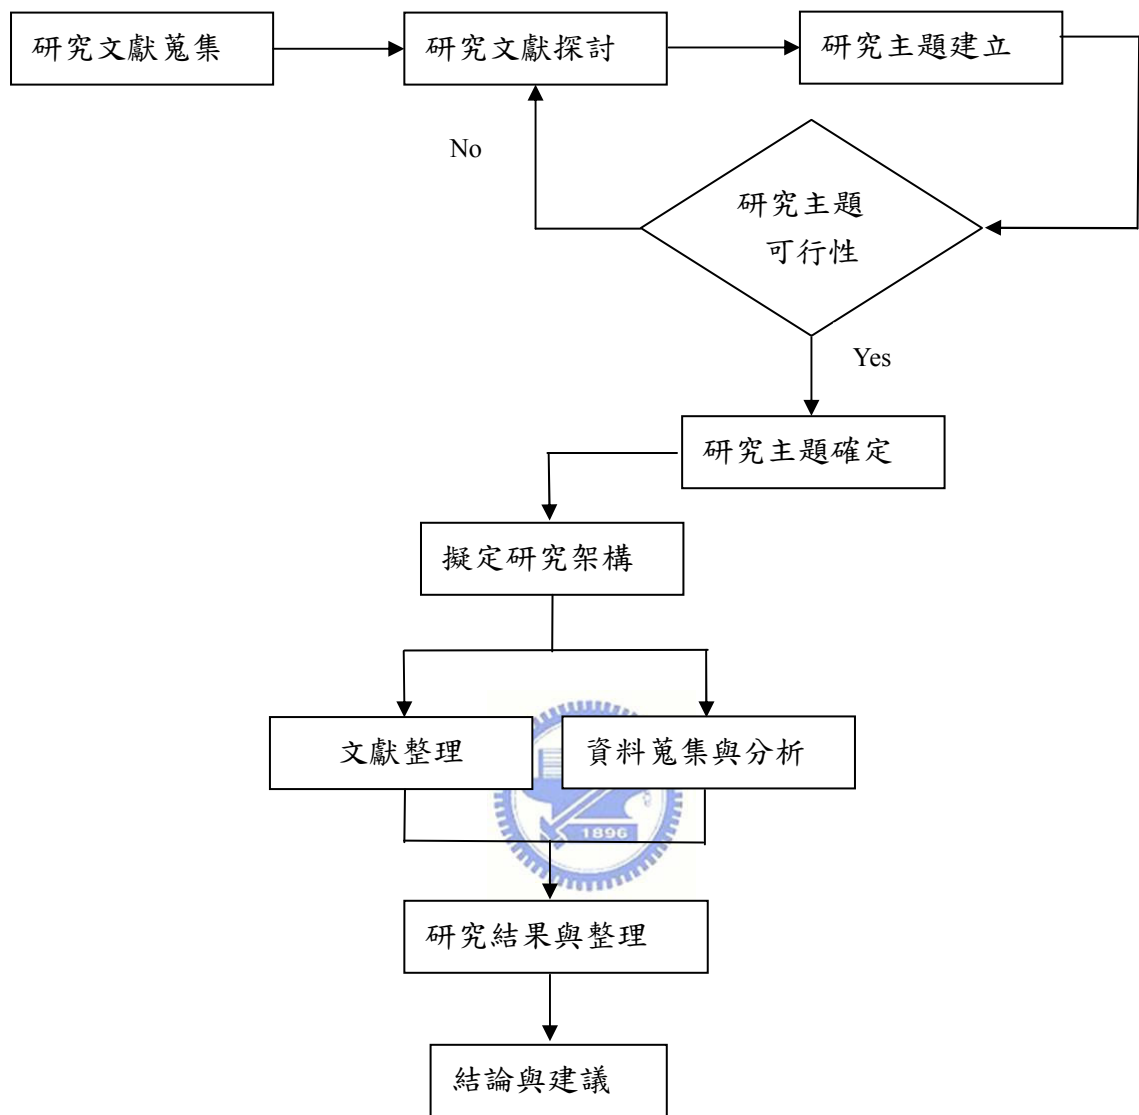 研究文獻蒐集
研究文獻探討
研究主題建立
No
研究主題
可行性
Yes
研究主題確定
擬定研究架構
文獻整理
資料蒐集與分析
1896
研究結果與整理
結論與建議